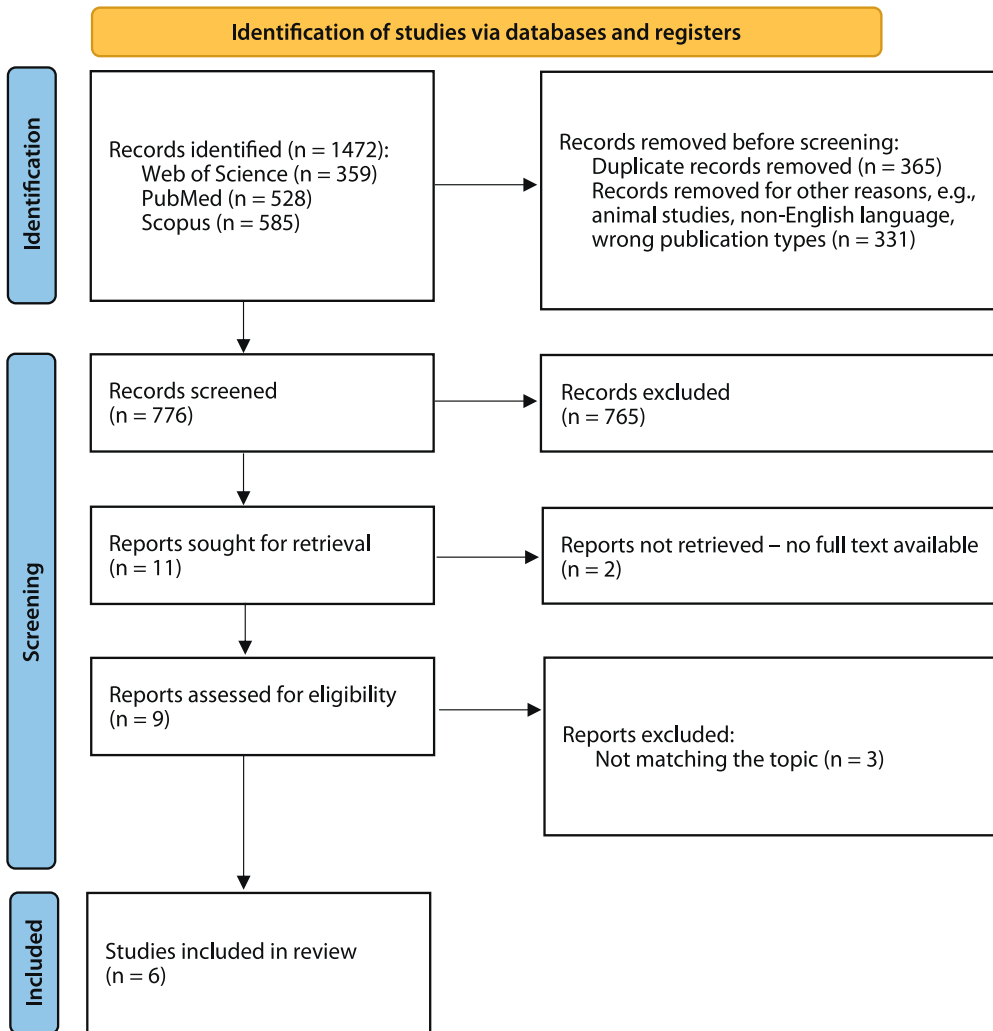 Identification of studies via databases and registers
Identification
Records identified (n = 1472):
Web of Science (n = 359)
PubMed (n = 528)
Scopus (n = 585)
Records removed before screening:
Duplicate records removed (n = 365)
Records removed for other reasons, e.g.,
animal studies, non-English language,
wrong publication types (n = 331)
Screening
Records screened
(n = 776)
Records excluded
(n = 765)
Reports sought for retrieval
(n = 11)
Reports not retrieved – no full text available
(n = 2)
Reports assessed for eligibility
(n = 9)
Reports excluded:
Not matching the topic (n = 3)
Included
Studies included in review
(n = 6)